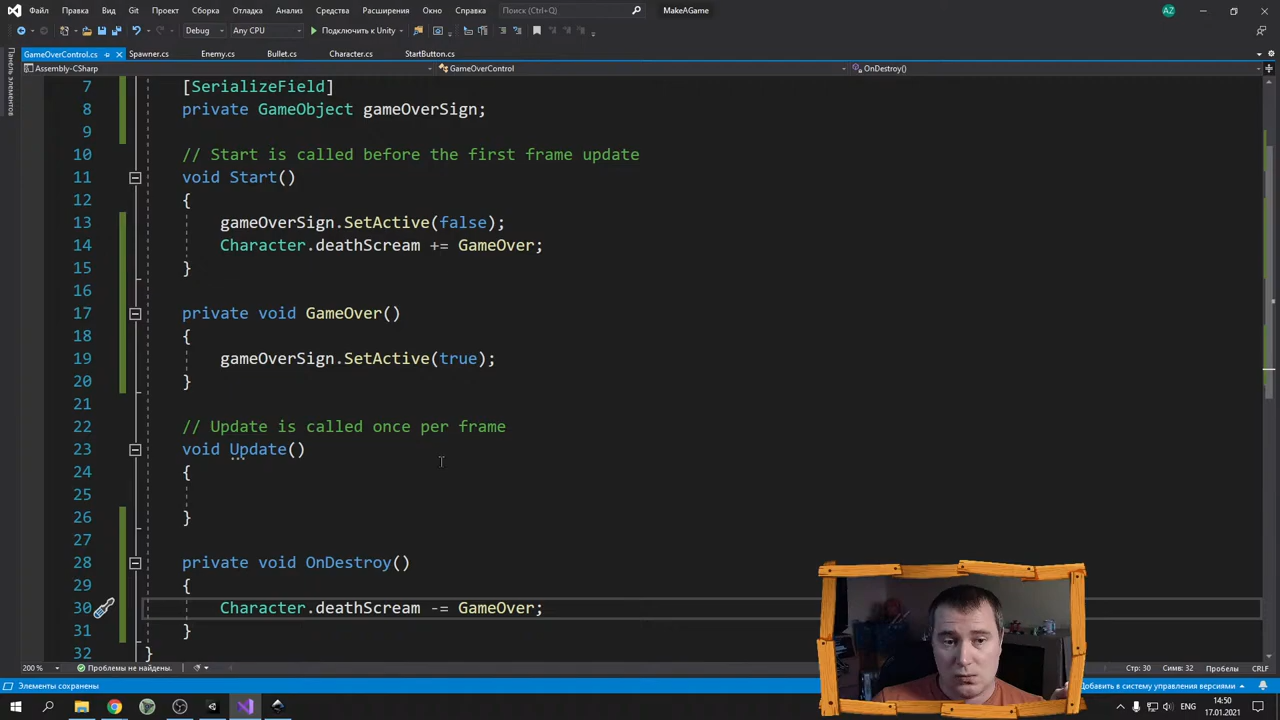 Файл Правка Вид Git Проект Сборка Отладка Анализ Средства Расширения Окно Справка Поиск (Ctrl+Q) MakeAGame AZ
Debug Any CPU Подключить к Unity
GameOverControl.cs Spawner.cs Enemy.cs Bullet.cs Character.cs StartButton.cs
Assembly-CSharp GameOverControl OnDestroy()
Панель элементов
7 [SerializeField]
8 private GameObject gameOverSign;
9
10 // Start is called before the first frame update
11 void Start()
12 {
13 gameOverSign.SetActive(false);
14 Character.deathScream += GameOver;
15 }
16
17 private void GameOver()
18 {
19 gameOverSign.SetActive(true);
20 }
21
22 // Update is called once per frame
23 void Update()
24 {
25
26 }
27
28 private void OnDestroy()
29 {
30 Character.deathScream -= GameOver;
31 }
32 }
200 % Проблемы не найдены. Стр: 30 Симв: 32 Пробелы CRLF
Элементы сохранены Добавить в систему управления версиями
ENG 14:50
17.01.2021